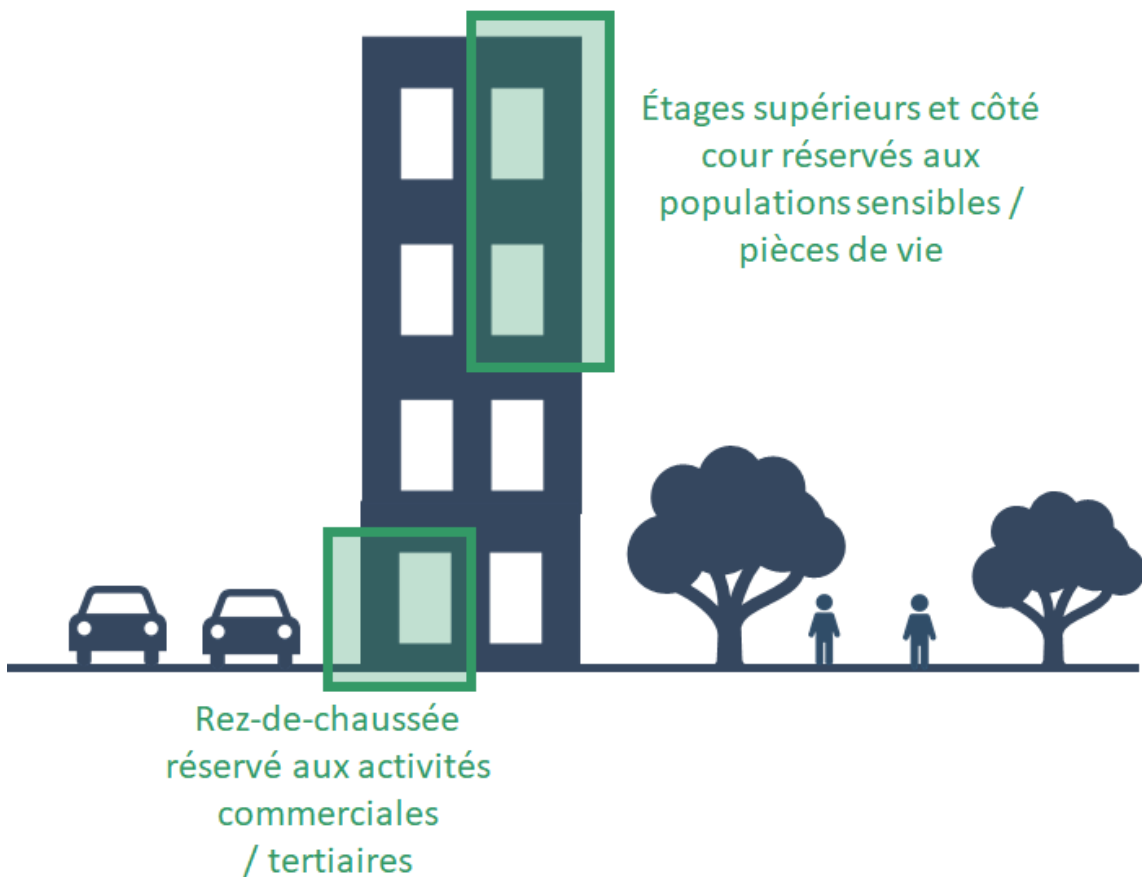 Étages supérieurs et côté
cour réservés aux
populations sensibles /
pièces de vie
Rez-de-chaussée
réservé aux activités
commerciales
/ tertiaires